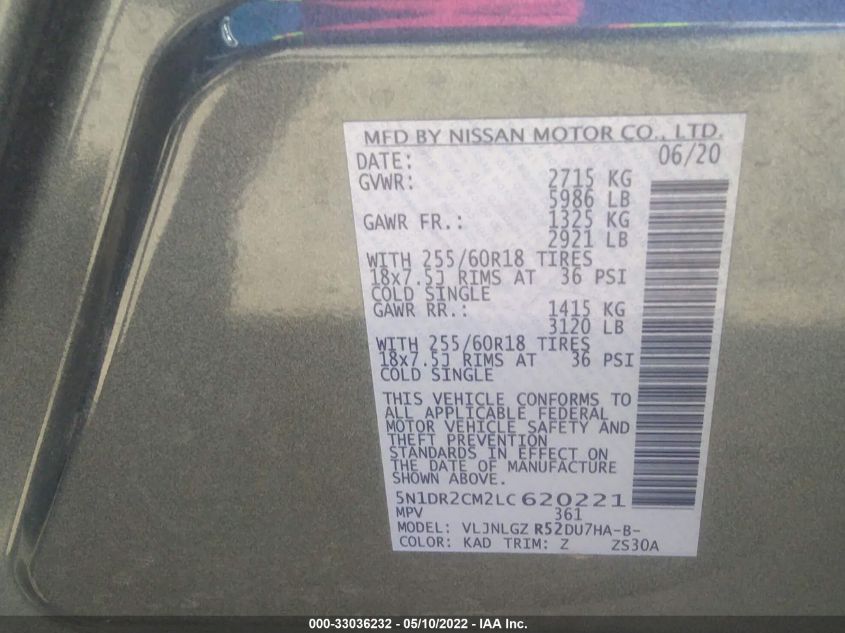 MFD BY NISSAN MOTOR CO., LTD.
DATE: 06/20
GVWR: 2715 KG
5986 LB
GAWR FR.: 1325 KG
2921 LB
WITH 255/60R18 TIRES
18x7.5J RIMS AT 36 PSI
COLD SINGLE
GAWR RR.: 1415 KG
3120 LB
WITH 255/60R18 TIRES
18x7.5J RIMS AT 36 PSI
COLD SINGLE
THIS VEHICLE CONFORMS TO
ALL APPLICABLE FEDERAL
MOTOR VEHICLE SAFETY AND
THEFT PREVENTION
STANDARDS IN EFFECT ON
THE DATE OF MANUFACTURE
SHOWN ABOVE.
5N1DR2CM2LC620221
MPV 361
MODEL: VLJNLGZ R52DU7HA-B-
COLOR: KAD TRIM: Z ZS30A
000-33036232 - 05/10/2022 - IAA Inc.